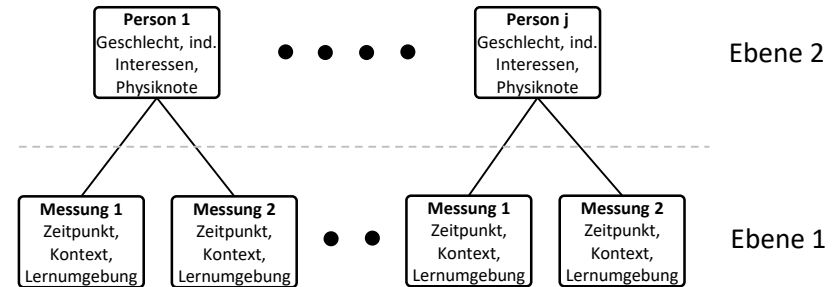 Person 1
Geschlecht, ind.
Interessen,
Physiknote
Person j
Geschlecht, ind.
Interessen,
Physiknote
Ebene 2
Messung 1
Zeitpunkt,
Kontext,
Lernumgebung
Messung 2
Zeitpunkt,
Kontext,
Lernumgebung
Messung 1
Zeitpunkt,
Kontext,
Lernumgebung
Messung 2
Zeitpunkt,
Kontext,
Lernumgebung
Ebene 1